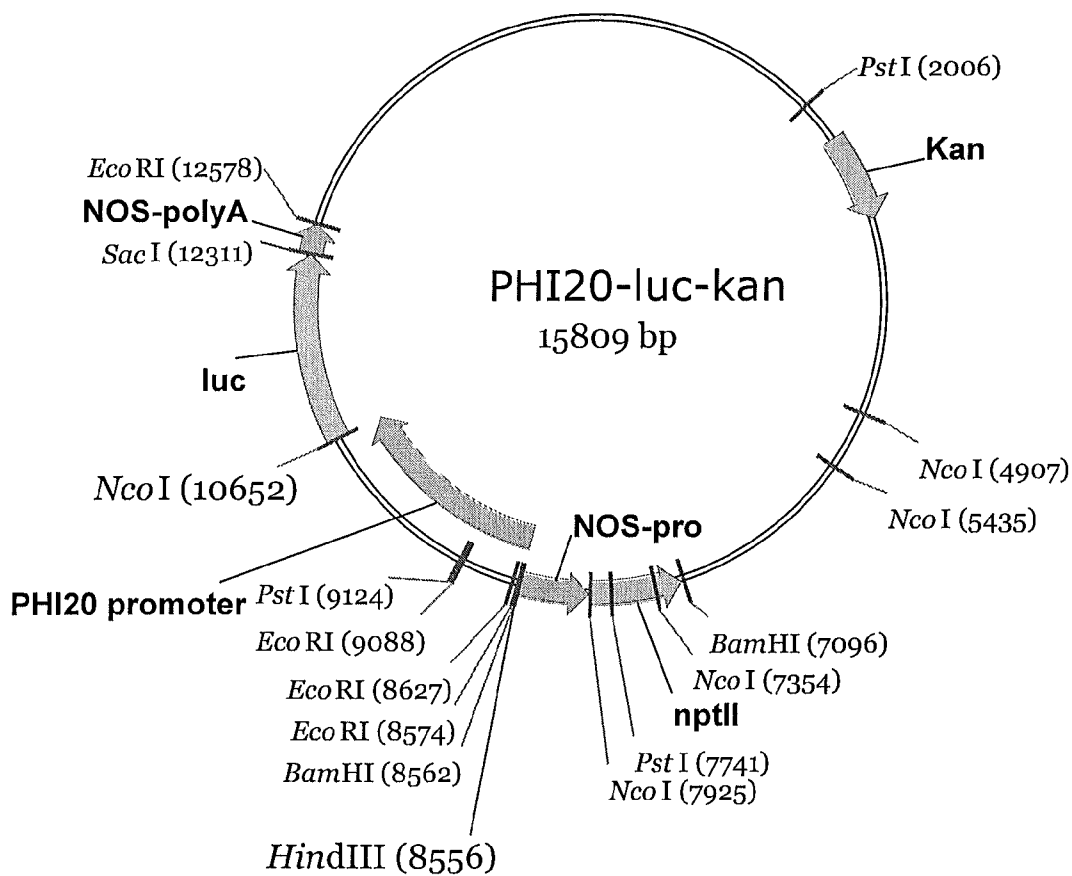 PstI (2006)
Kan
EcoRI (12578)
NOS-polyA
SacI (12311)
PHI20-luc-kan
15809 bp
luc
NcoI (10652)
NcoI (4907)
NcoI (5435)
NOS-pro
PHI20 promoter
PstI (9124)
EcoRI (9088)
BamHI (7096)
NcoI (7354)
EcoRI (8627)
nptII
EcoRI (8574)
PstI (7741)
BamHI (8562)
NcoI (7925)
HindIII (8556)